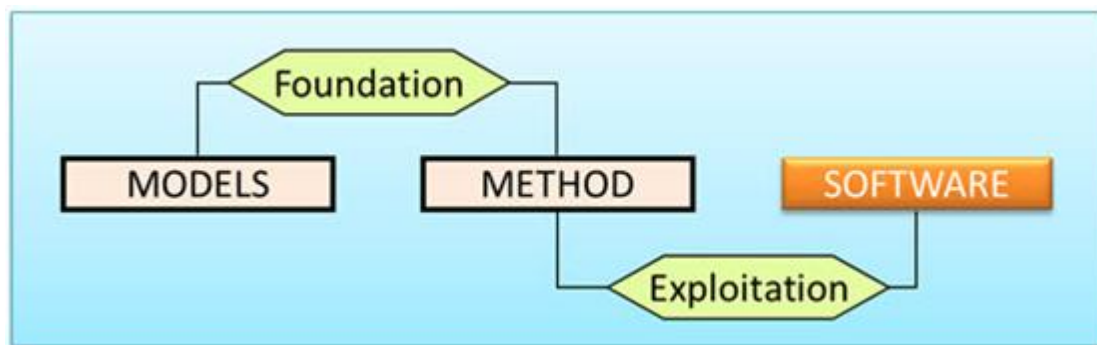 Foundation
MODELS
METHOD
SOFTWARE
Exploitation